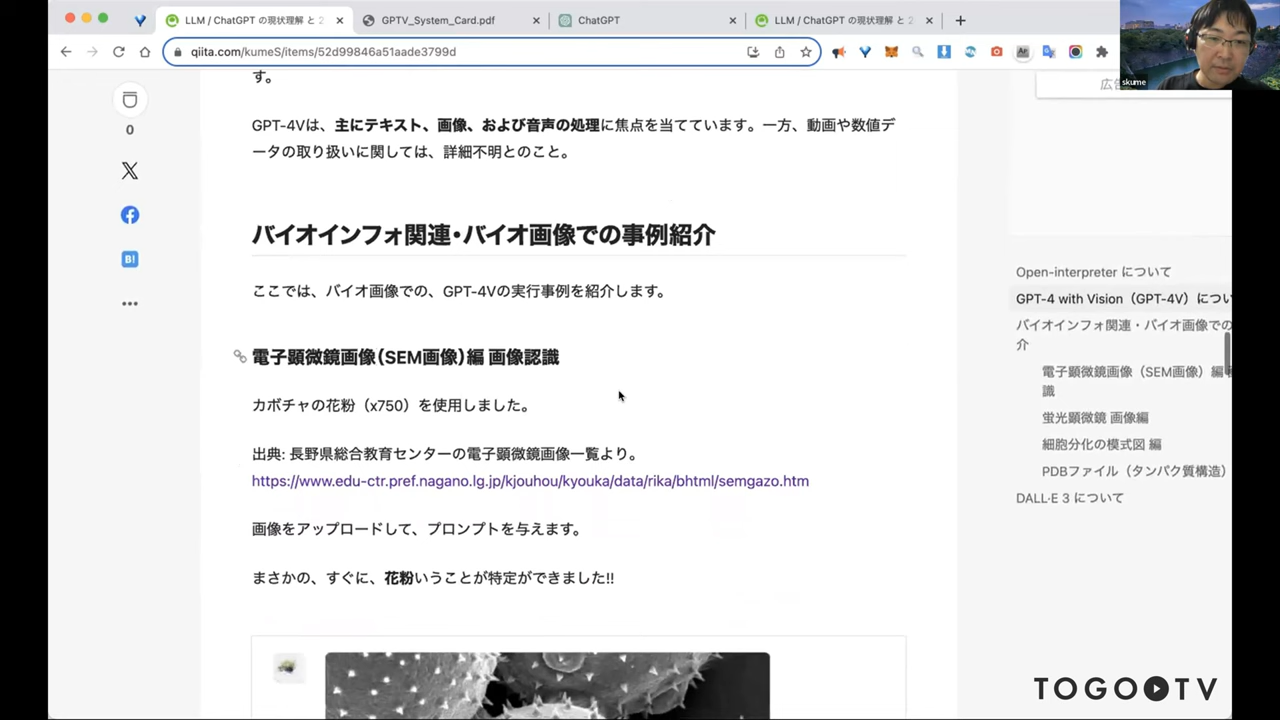 LLM / ChatGPT の現状理解 と 2
GPTV_System_Card.pdf
ChatGPT
LLM / ChatGPT の現状理解 と 2
qiita.com/kumeS/items/52d99846a51aade3799d
skume
広告
0
す。
GPT-4Vは、主にテキスト、画像、および音声の処理に焦点を当てています。一方、動画や数値デ
ータの取り扱いに関しては、詳細不明とのこと。
バイオインフォ関連・バイオ画像での事例紹介
ここでは、バイオ画像での、GPT-4Vの実行事例を紹介します。
電子顕微鏡画像（SEM画像）編 画像認識
カボチャの花粉（x750）を使用しました。
出典: 長野県総合教育センターの電子顕微鏡画像一覧より。
https://www.edu-ctr.pref.nagano.lg.jp/kjouhou/kyouka/data/rika/bhtml/semgazo.htm
画像をアップロードして、プロンプトを与えます。
まさかの、すぐに、花粉いうことが特定ができました!!
Open-interpreter について
GPT-4 with Vision（GPT-4V）につい
バイオインフォ関連・バイオ画像での
介
電子顕微鏡画像（SEM画像）編
識
蛍光顕微鏡 画像編
細胞分化の模式図 編
PDBファイル（タンパク質構造）
DALL·E 3 について
B!
TOGO TV